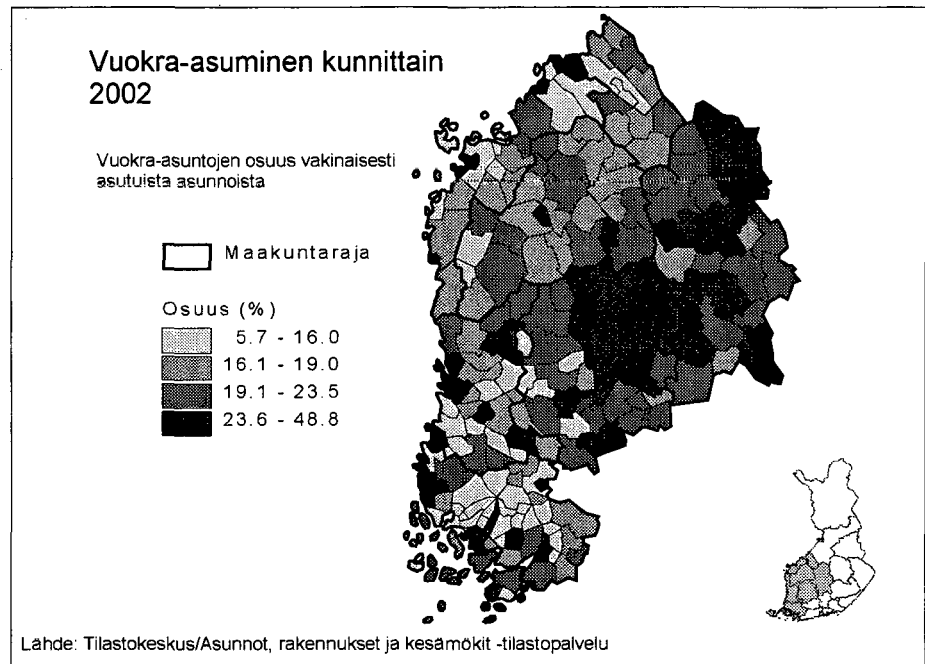 Vuokra-asuminen kunnittain
2002
Vuokra-asuntojen osuus vakinaisesti
asutuista asunnoista
Maakuntaraja
Osuus (%)
5.7 - 16.0
16.1 - 19.0
19.1 - 23.5
23.6 - 48.8
Lähde: Tilastokeskus/Asunnot, rakennukset ja kesämökit -tilastopalvelu